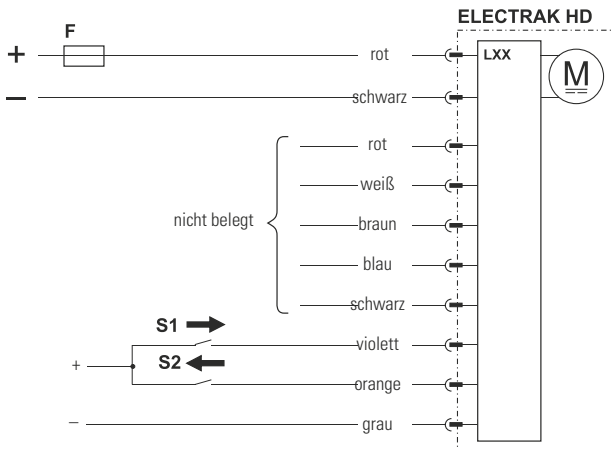 ELECTRAK HD
F
+ rot LXX M
− schwarz
rot
weiß
nicht belegt braun
blau
schwarz
S1
violett
+ S2
orange
− grau